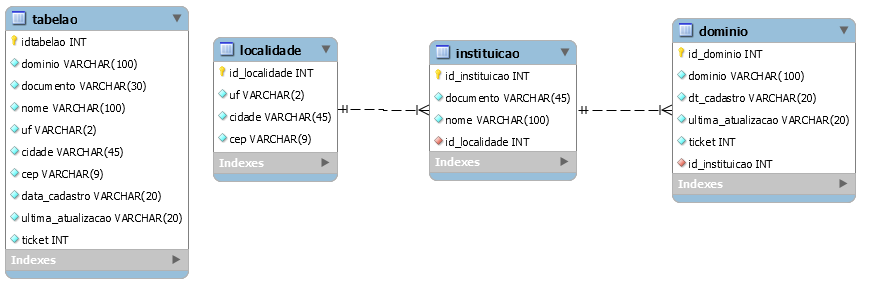 tabelao
idtabelao INT
dominio VARCHAR(100)
documento VARCHAR(30)
nome VARCHAR(100)
uf VARCHAR(2)
cidade VARCHAR(45)
cep VARCHAR(9)
data_cadastro VARCHAR(20)
ultima_atualizacao VARCHAR(20)
ticket INT
Indexes
localidade
id_localidade INT
uf VARCHAR(2)
cidade VARCHAR(45)
cep VARCHAR(9)
Indexes
instituicao
id_instituicao INT
documento VARCHAR(45)
nome VARCHAR(100)
id_localidade INT
Indexes
dominio
id_dominio INT
dominio VARCHAR(100)
dt_cadastro VARCHAR(20)
ultima_atualizacao VARCHAR(20)
ticket INT
id_instituicao INT
Indexes